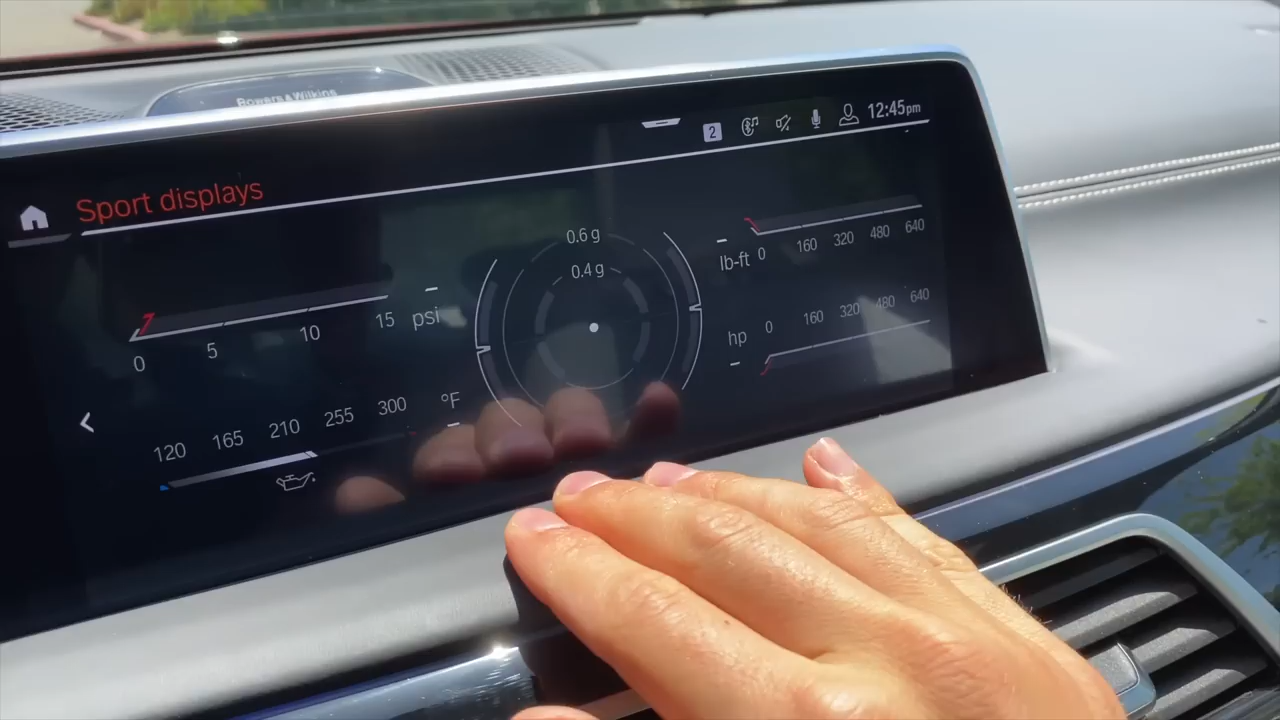 Bowers & Wilkins
2
12:45pm
Sport displays
0.6 g
0.4 g
0 5 10 15 psi
lb-ft 0 160 320 480 640
hp 0 160 320 480 640
120 165 210 255 300 °F